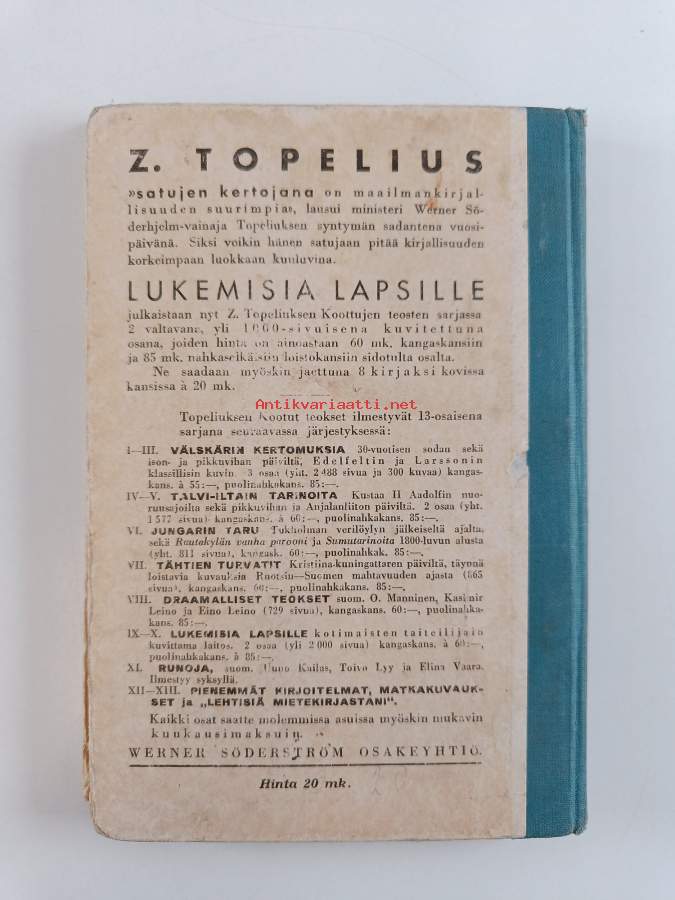 Z. TOPELIUS
»satujen kertojana on maailmankirjal-
lisuuden suurimpia», lausui ministeri Werner Sö-
derhjelm-vainaja Topeliuksen syntymän sadantena vuosi-
päivänä. Siksi voikin hänen satujaan pitää kirjallisuuden
korkeimpaan luokkaan kuuluvina.
LUKEMISIA LAPSILLE
julkaistaan nyt Z. Topeliuksen Koottujen teosten sarjassa
2 valtavana, yli 1000-sivuisena kuvitettuna
osana, joiden hinta on ainoastaan 60 mk. kangaskansiin
ja 85 mk. nahkaselkäisiin loistokansiin sidotulta osalta.
Ne saadaan myöskin jaettuna 8 kirjaksi kovissa
kansissa à 20 mk.
Antikvariaatti.net
Topeliuksen Kootut teokset ilmestyvät 13-osaisena
sarjana seuraavassa järjestyksessä:
I—III. VÄLSKÄRIN KERTOMUKSIA 30-vuotisen sodan sekä
ison- ja pikkuvihan päiviltä, Edelfeltin ja Larssonin
klassillisin kuvin. 3 osaa (yht. 2 488 sivua ja 300 kuvaa) kangas-
kans. à 55:—, puolinahkakans. 85:—.
IV—V. TALVI-ILTAIN TARINOITA Kustaa II Aadolfin nuo-
ruusajoilta sekä pikkuvihan ja Anjalanliiton päiviltä. 2 osaa (yht.
1 577 sivua) kangaskans. à 60:—, puolinahkakans. à 85:—.
VI. JUNGARIN TARU Tukholman verilöylyn jälkeiseltä ajalta,
sekä Rautakylän vanha parooni ja Sumutarinoita 1800-luvun alusta
(yht. 811 sivua), kangask. 60:—, puolinahkak. 85:—.
VII. TÄHTIEN TURVATIT Kristiina-kuningattaren päiviltä, täynnä
loistavia kuvauksia Ruotsin—Suomen mahtavuuden ajasta (865
sivua), kangaskans. 60:—, puolinahkakans. 85:—.
VIII. DRAAMALLISET TEOKSET suom. O. Manninen, Kasimir
Leino ja Eino Leino (729 sivua), kangaskans. 60:—, puolinahka-
kans. 85:—.
IX—X. LUKEMISIA LAPSILLE kotimaisten taiteilijain
kuvittama laitos. 2 osaa (yli 2 000 sivua) kangaskans. à 60:—,
puolinahkakans. à 85:—.
XI. RUNOJA, suom. Uuno Kailas, Toivo Lyy ja Elina Vaara.
Ilmestyy syksyllä.
XII—XIII. PIENEMMÄT KIRJOITELMAT, MATKAKUVAUK-
SET ja „LEHTISIÄ MIETEKIRJASTANI".
Kaikki osat saatte molemmissa asuissa myöskin mukavin
kuukausimaksuin.
WERNER SÖDERSTRÖM OSAKEYHTIÖ.
Hinta 20 mk.